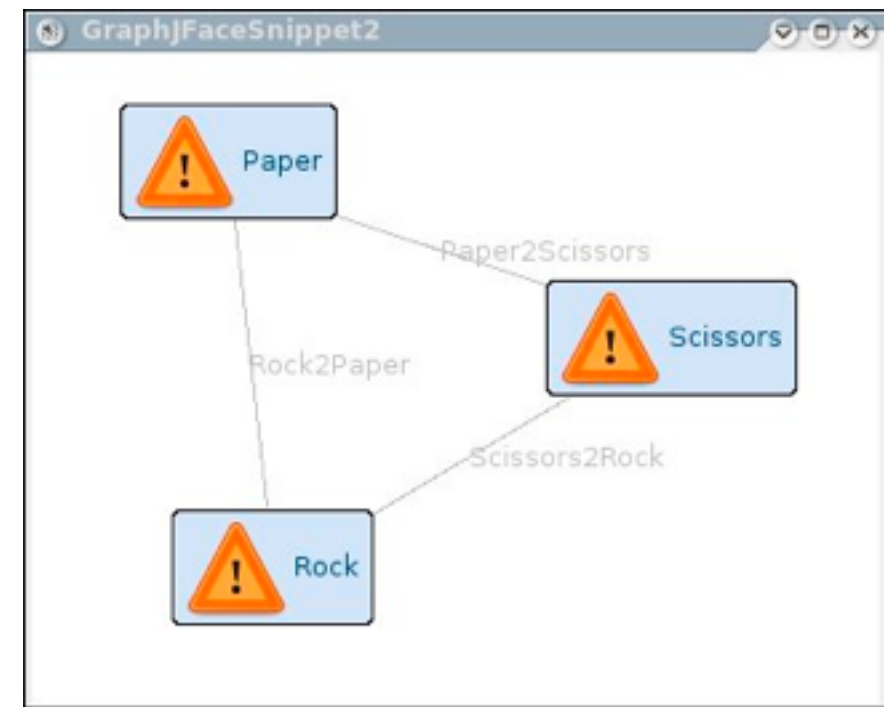 GraphJFaceSnippet2
! Paper
Paper2Scissors
! Scissors
Rock2Paper
Scissors2Rock
! Rock